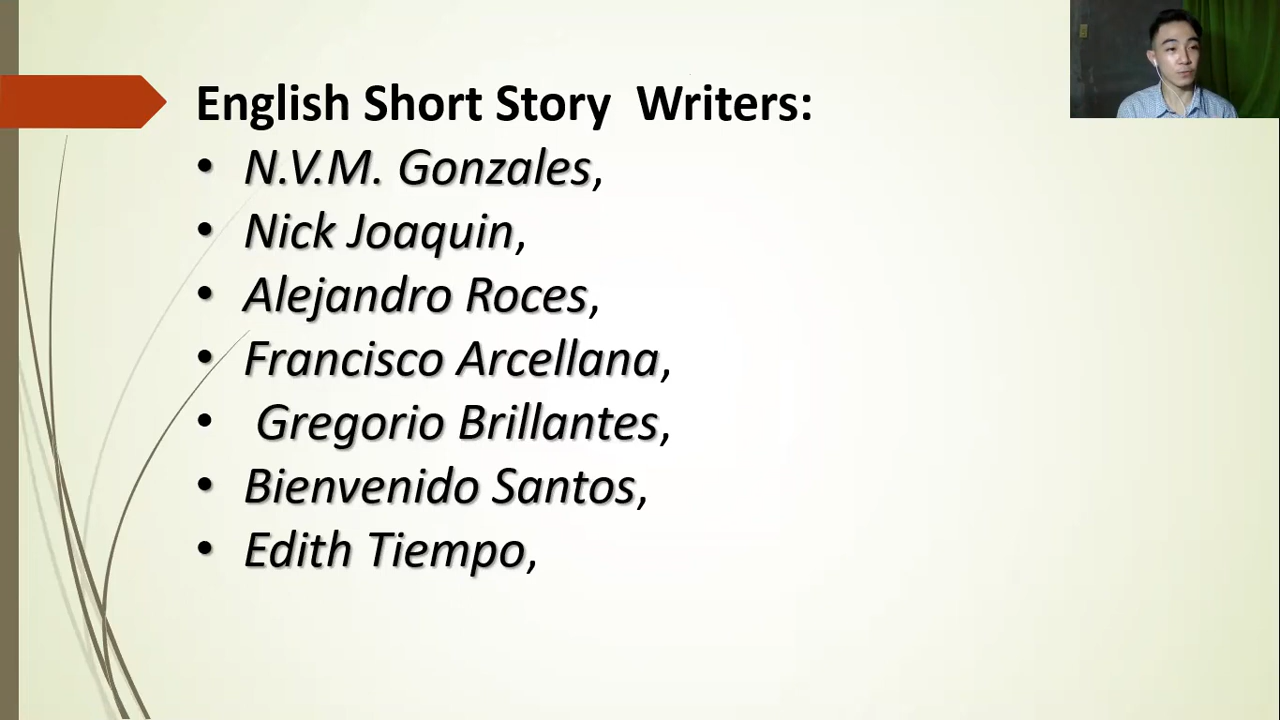 English Short Story  Writers:
• N.V.M. Gonzales,
• Nick Joaquin,
• Alejandro Roces,
• Francisco Arcellana,
•  Gregorio Brillantes,
• Bienvenido Santos,
• Edith Tiempo,